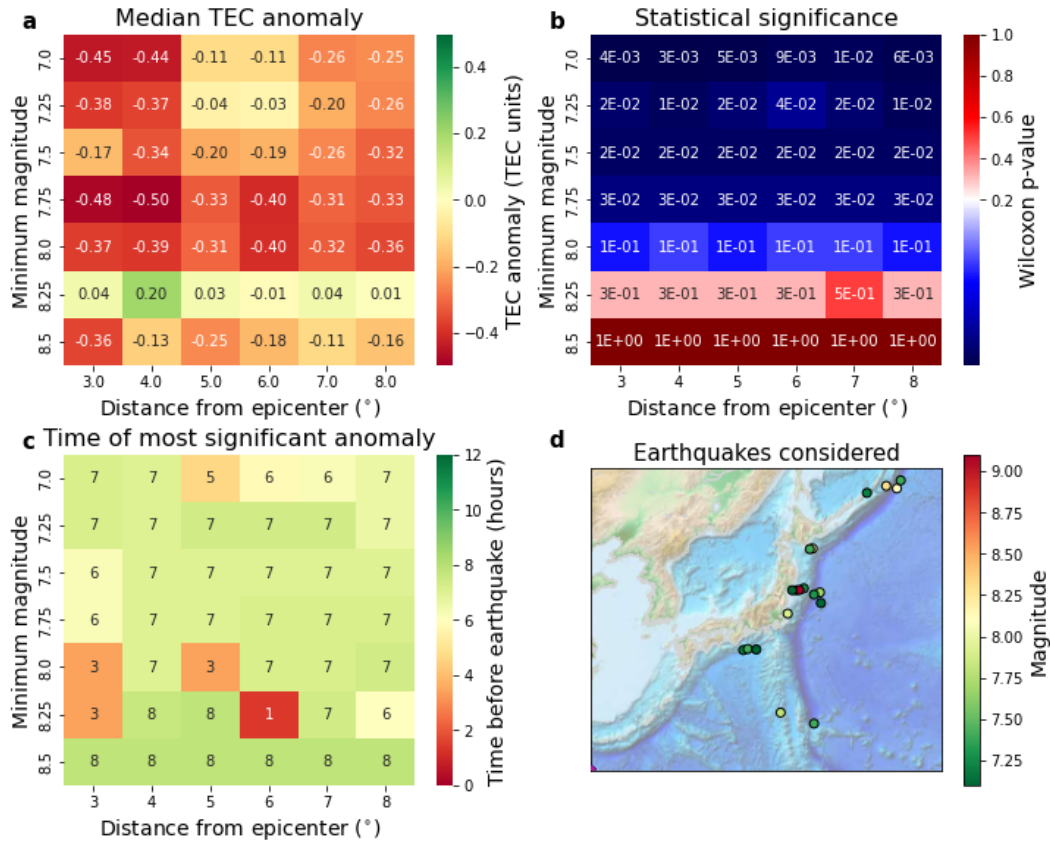 a Median TEC anomaly
Minimum magnitude
7.0 -0.45 -0.44 -0.11 -0.11 -0.26 -0.25
7.25 -0.38 -0.37 -0.04 -0.03 -0.20 -0.26
7.5 -0.17 -0.34 -0.20 -0.19 -0.26 -0.32
7.75 -0.48 -0.50 -0.33 -0.40 -0.31 -0.33
8.0 -0.37 -0.39 -0.31 -0.40 -0.32 -0.36
8.25 0.04 0.20 0.03 -0.01 0.04 0.01
8.5 -0.36 -0.13 -0.25 -0.18 -0.11 -0.16
3.0 4.0 5.0 6.0 7.0 8.0
Distance from epicenter (°)
0.4
0.2
0.0
−0.2
−0.4
TEC anomaly (TEC units)
b Statistical significance
Minimum magnitude
7.0 4E-03 3E-03 5E-03 9E-03 1E-02 6E-03
7.25 2E-02 1E-02 2E-02 4E-02 2E-02 1E-02
7.5 2E-02 2E-02 2E-02 2E-02 2E-02 2E-02
7.75 3E-02 3E-02 3E-02 3E-02 3E-02 3E-02
8.0 1E-01 1E-01 1E-01 1E-01 1E-01 1E-01
8.25 3E-01 3E-01 3E-01 3E-01 5E-01 3E-01
8.5 1E+00 1E+00 1E+00 1E+00 1E+00 1E+00
3 4 5 6 7 8
Distance from epicenter (°)
1.0
0.8
0.6
0.4
0.2
Wilcoxon p-value
c Time of most significant anomaly
Minimum magnitude
7.0 7 7 5 6 6 7
7.25 7 7 7 7 7 7
7.5 6 7 7 7 7 7
7.75 6 7 7 7 7 7
8.0 3 7 3 7 7 7
8.25 3 8 8 1 7 6
8.5 8 8 8 8 8 8
3 4 5 6 7 8
Distance from epicenter (°)
12
10
8
6
4
2
0
Time before earthquake (hours)
d Earthquakes considered
9.00
8.75
8.50
8.25
8.00
7.75
7.50
7.25
Magnitude